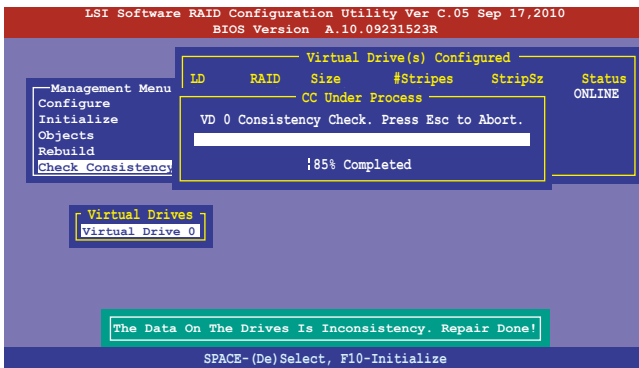 LSI Software RAID Configuration Utility Ver C.05 Sep 17,2010
BIOS Version A.10.09231523R
Virtual Drive(s) Configured
LD RAID Size #Stripes StripSz Status
ONLINE
Management Menu
Configure
Initialize
Objects
Rebuild
Check Consistency
CC Under Process
VD 0 Consistency Check. Press Esc to Abort.
85% Completed
Virtual Drives
Virtual Drive 0
The Data On The Drives Is Inconsistency. Repair Done!
SPACE-(De)Select, F10-Initialize